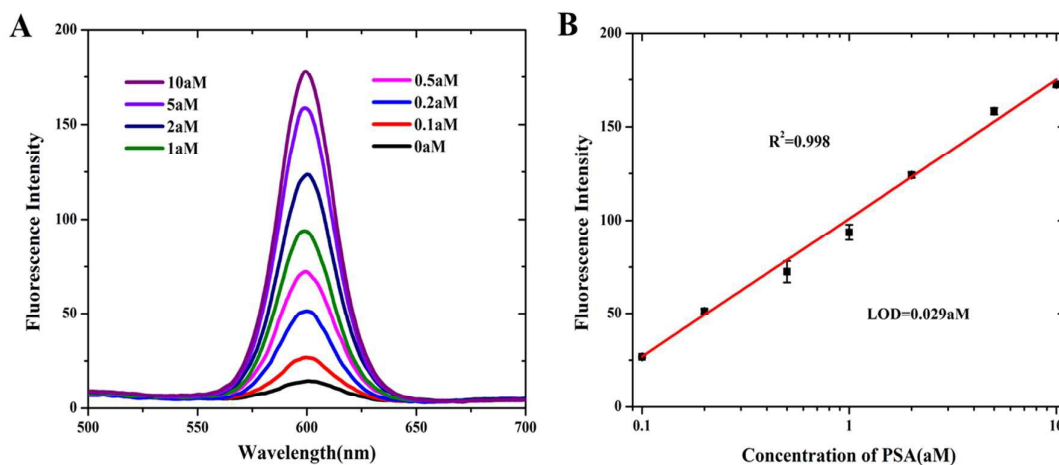 A
Fluorescence Intensity
200
150
100
50
0
10aM
5aM
2aM
1aM
0.5aM
0.2aM
0.1aM
0aM
500
550
600
650
700
Wavelength(nm)
B
Fluorescence Intensity
200
150
100
50
0
R²=0.998
LOD=0.029aM
0.1
1
10
Concentration of PSA(aM)